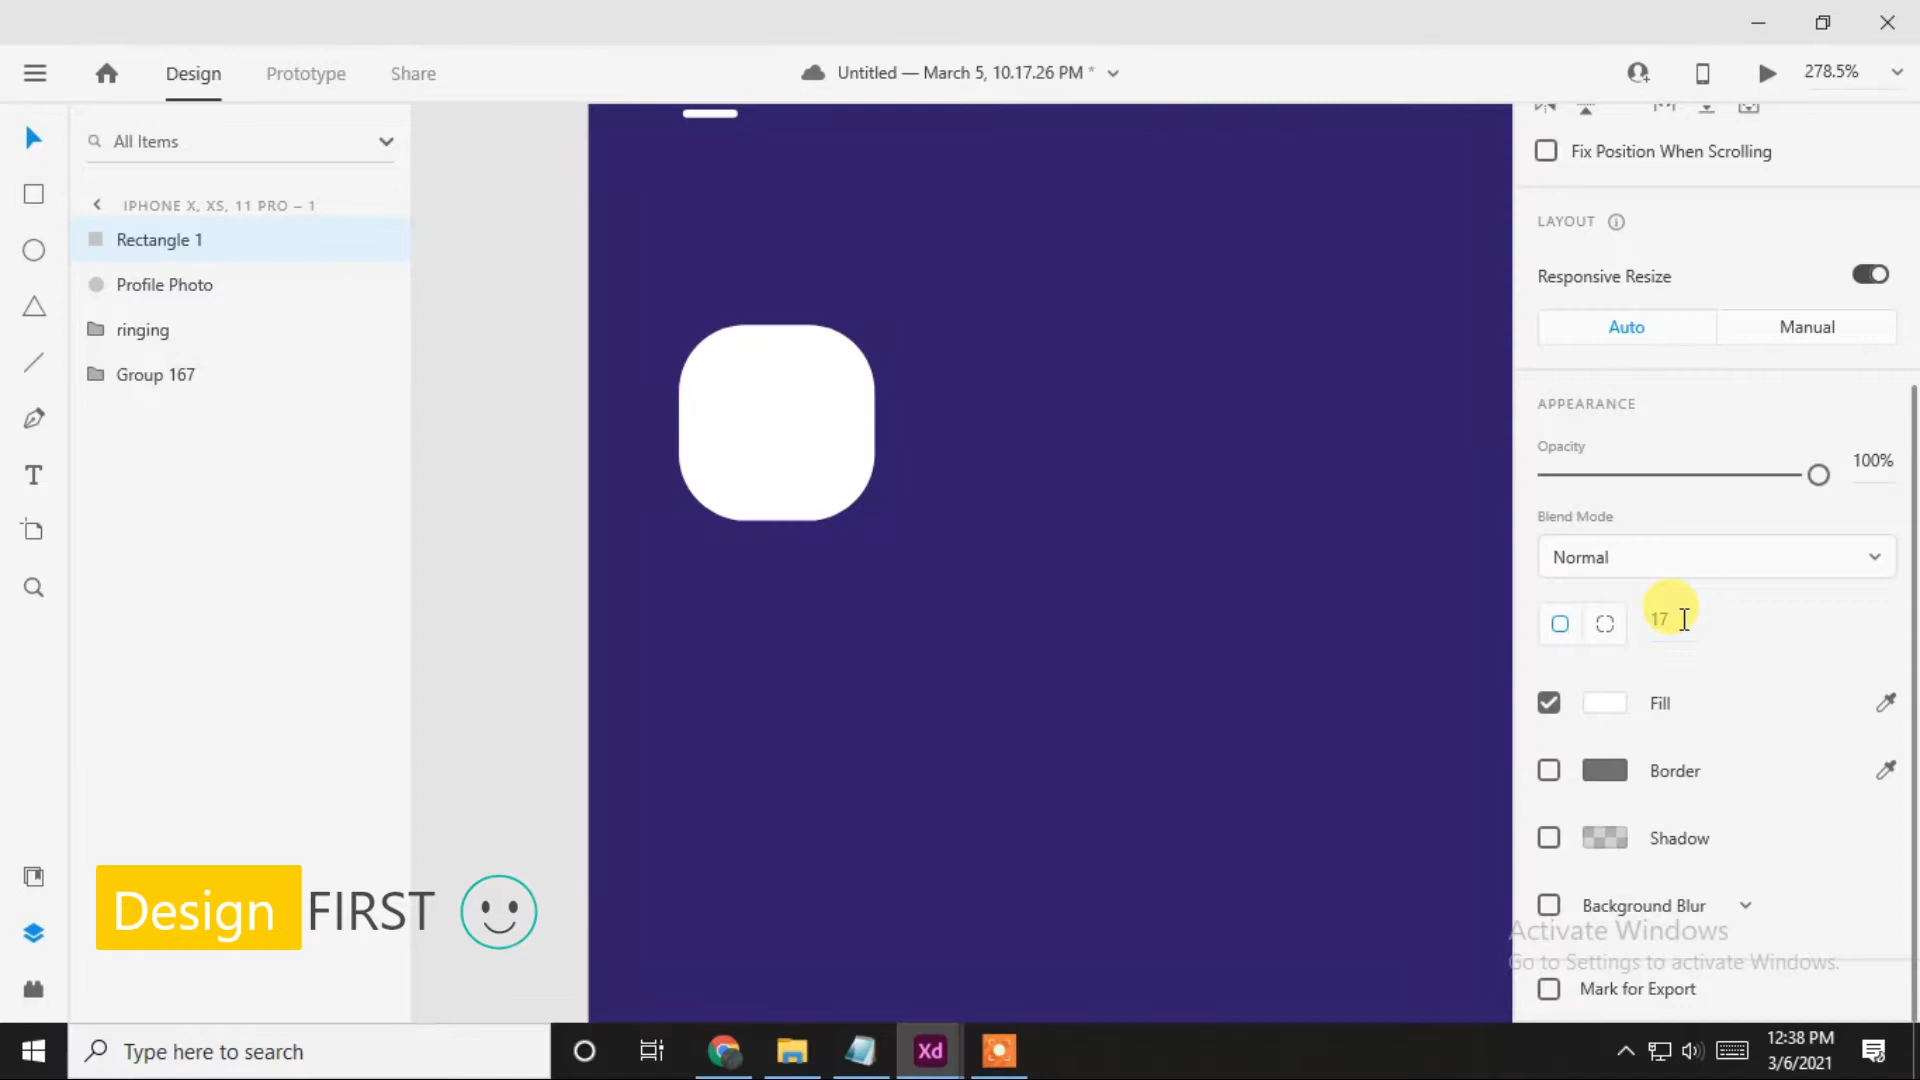 Design
Prototype
Share
Untitled — March 5, 10.17.26 PM *
278.5%
All Items
IPHONE X, XS, 11 PRO – 1
Rectangle 1
Profile Photo
ringing
Group 167
Fix Position When Scrolling
LAYOUT
Responsive Resize
Auto
Manual
APPEARANCE
Opacity
100%
Blend Mode
Normal
17
Fill
Border
Shadow
Background Blur
Activate Windows
Go to Settings to activate Windows.
Mark for Export
Design FIRST
Type here to search
Xd
12:38 PM
3/6/2021